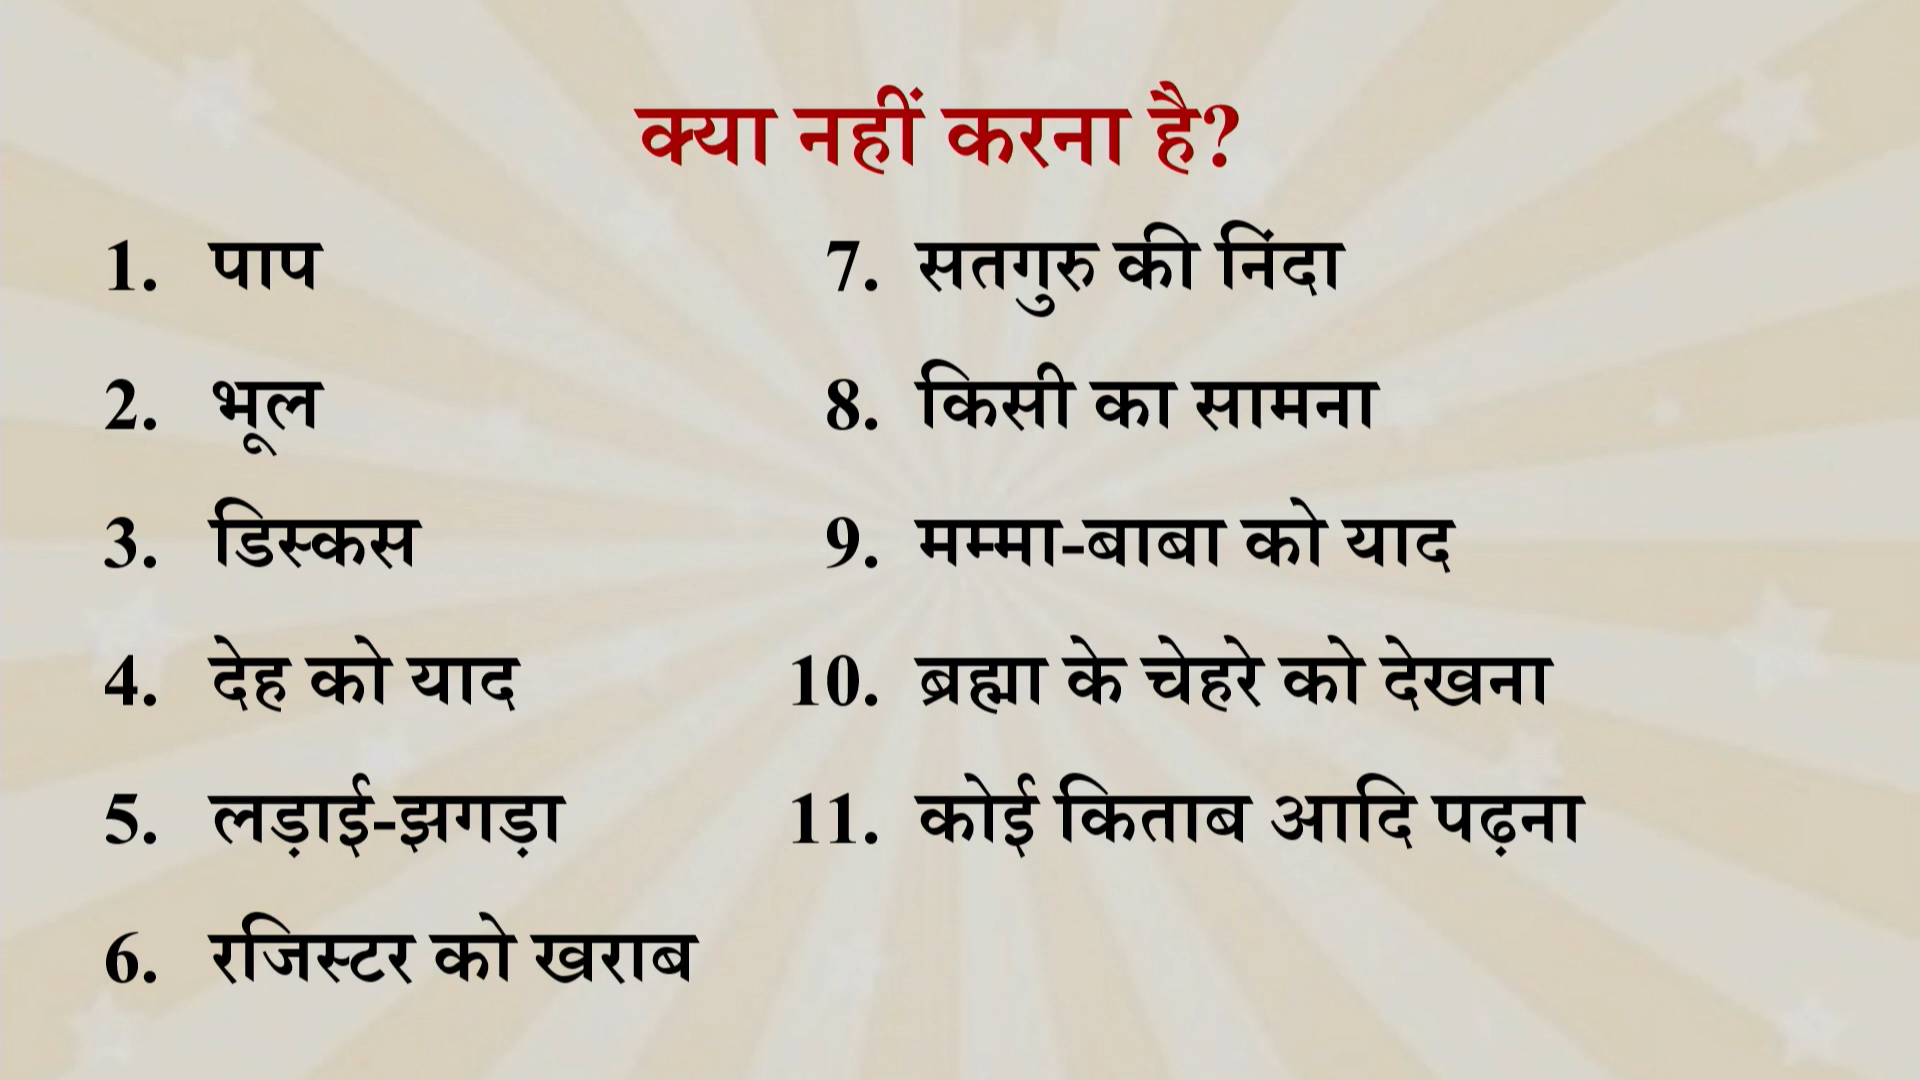 क्या नहीं करना है?
1. पाप
2. भूल
3. डिस्कस
4. देह को याद
5. लड़ाई-झगड़ा
6. रजिस्टर को खराब
7. सतगुरु की निंदा
8. किसी का सामना
9. मम्मा-बाबा को याद
10. ब्रह्मा के चेहरे को देखना
11. कोई किताब आदि पढ़ना